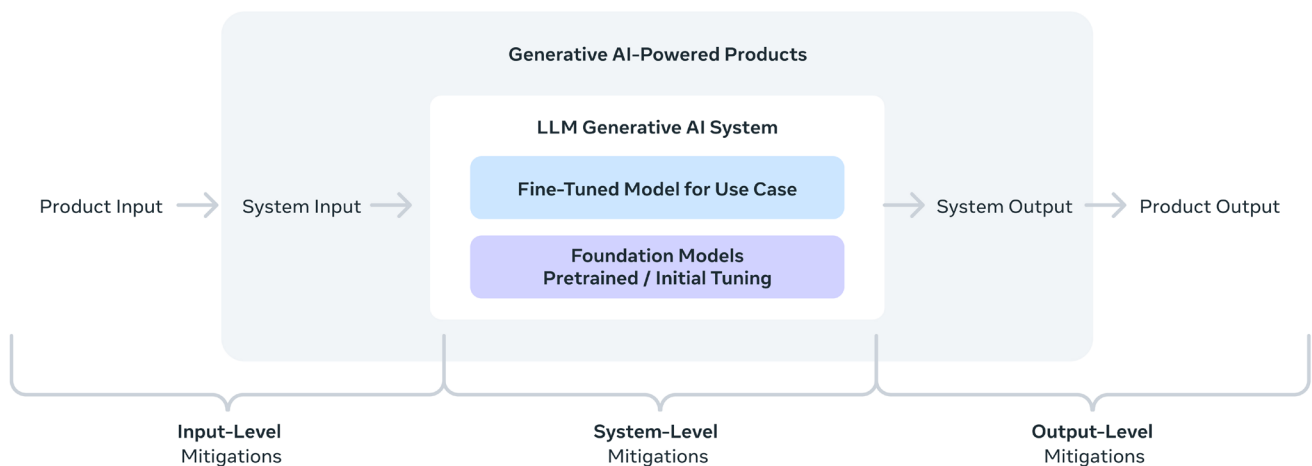 Generative AI-Powered Products
LLM Generative AI System
Fine-Tuned Model for Use Case
Product Input
System Input
System Output
Product Output
Foundation Models
Pretrained / Initial Tuning
Input-Level
Mitigations
System-Level
Mitigations
Output-Level
Mitigations